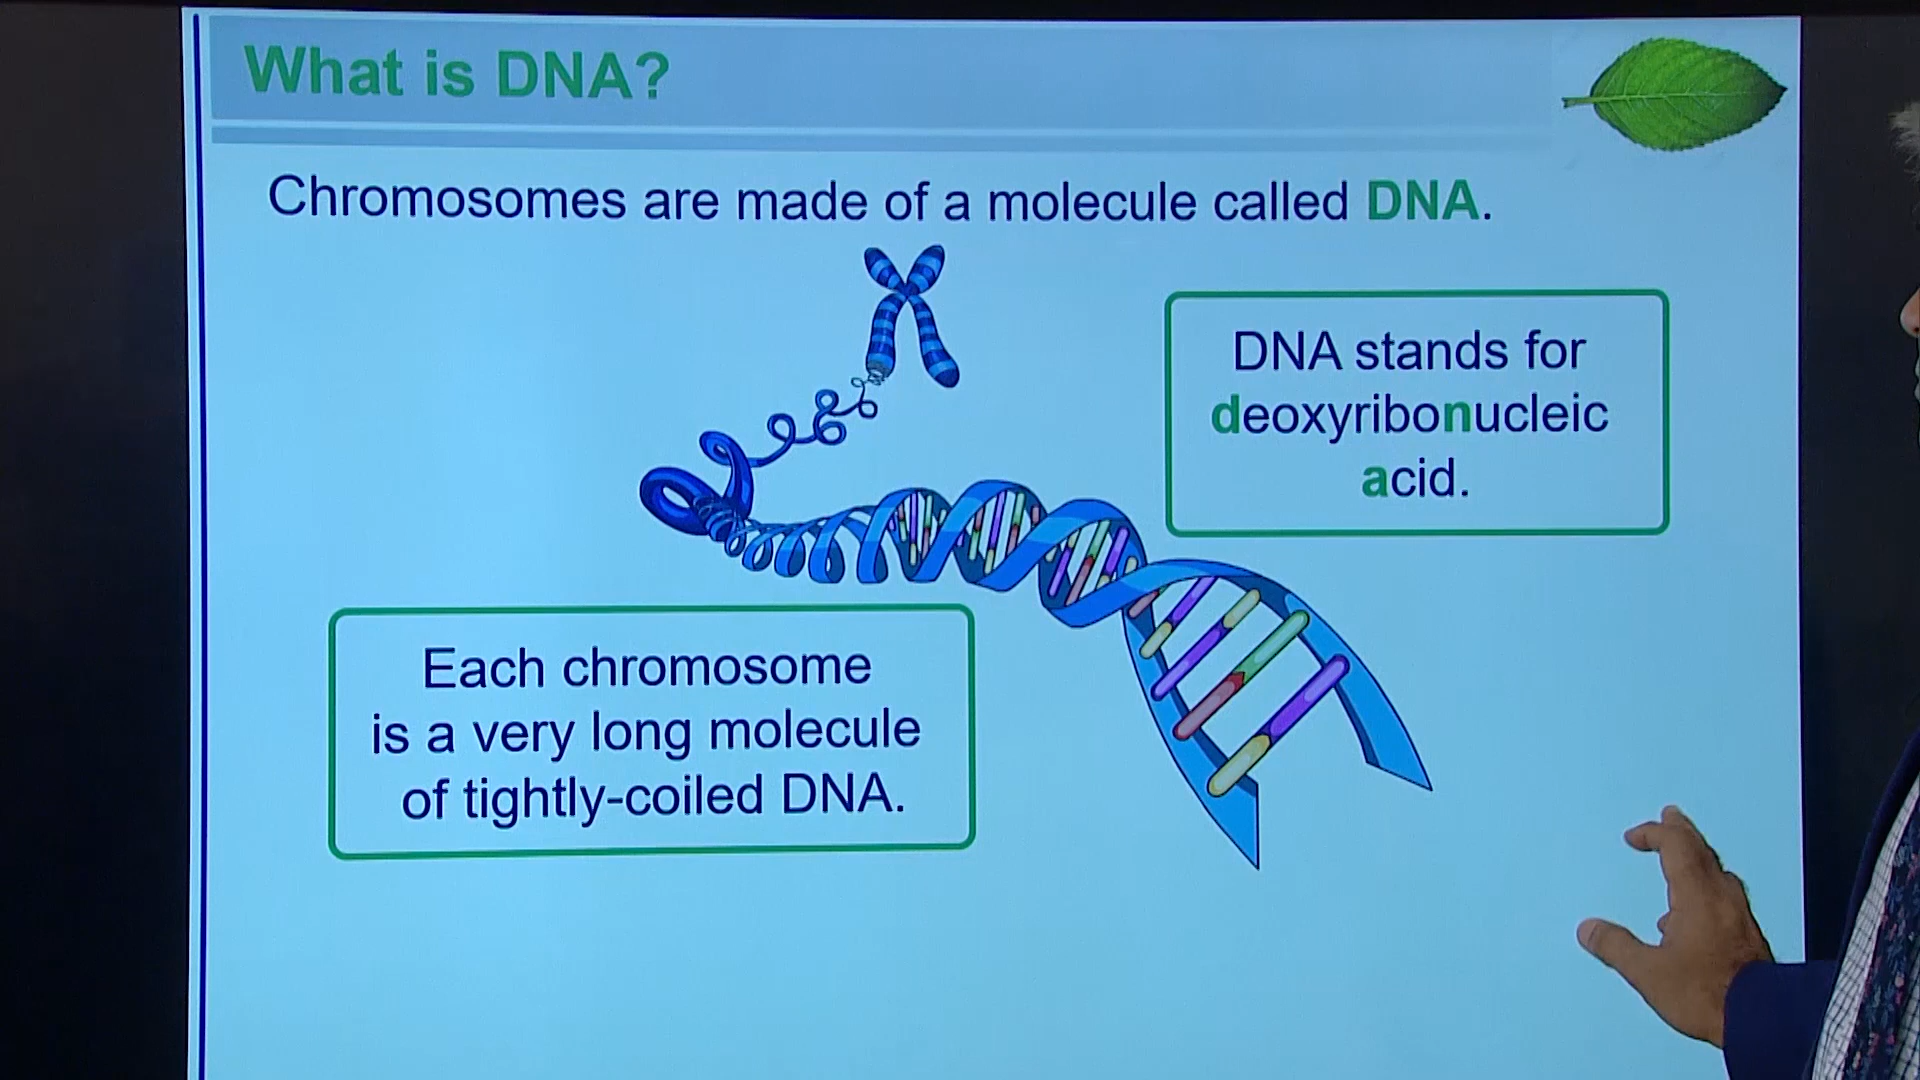 What is DNA?
Chromosomes are made of a molecule called DNA.
DNA stands for
deoxyribonucleic
acid.
Each chromosome
is a very long molecule
of tightly-coiled DNA.